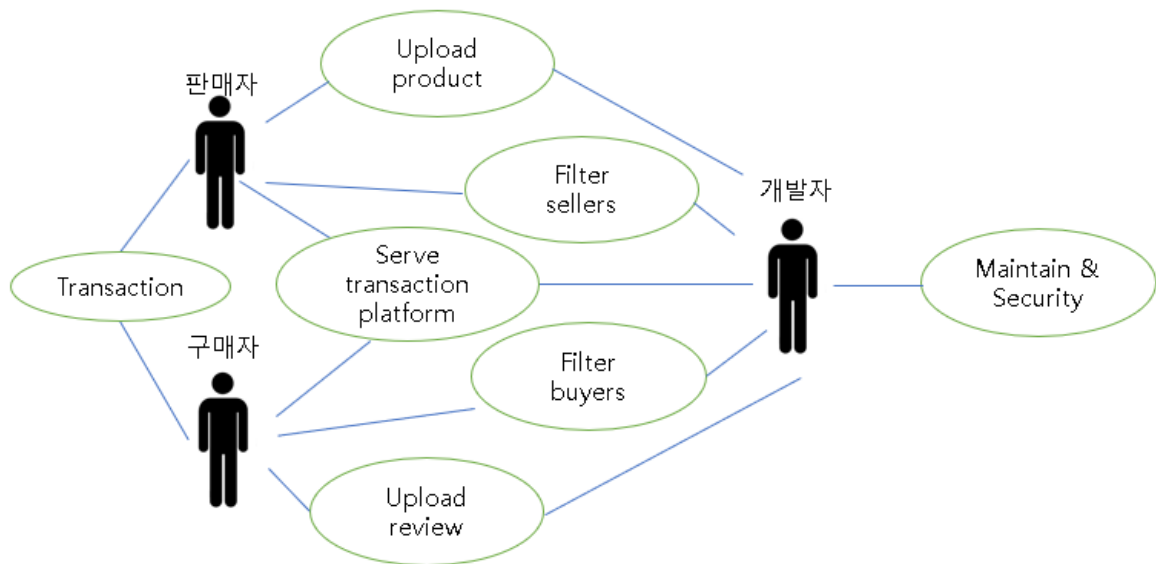 Upload
product
판매자
Filter
sellers
개발자
Transaction
Serve
transaction
platform
Maintain &
Security
구매자
Filter
buyers
Upload
review